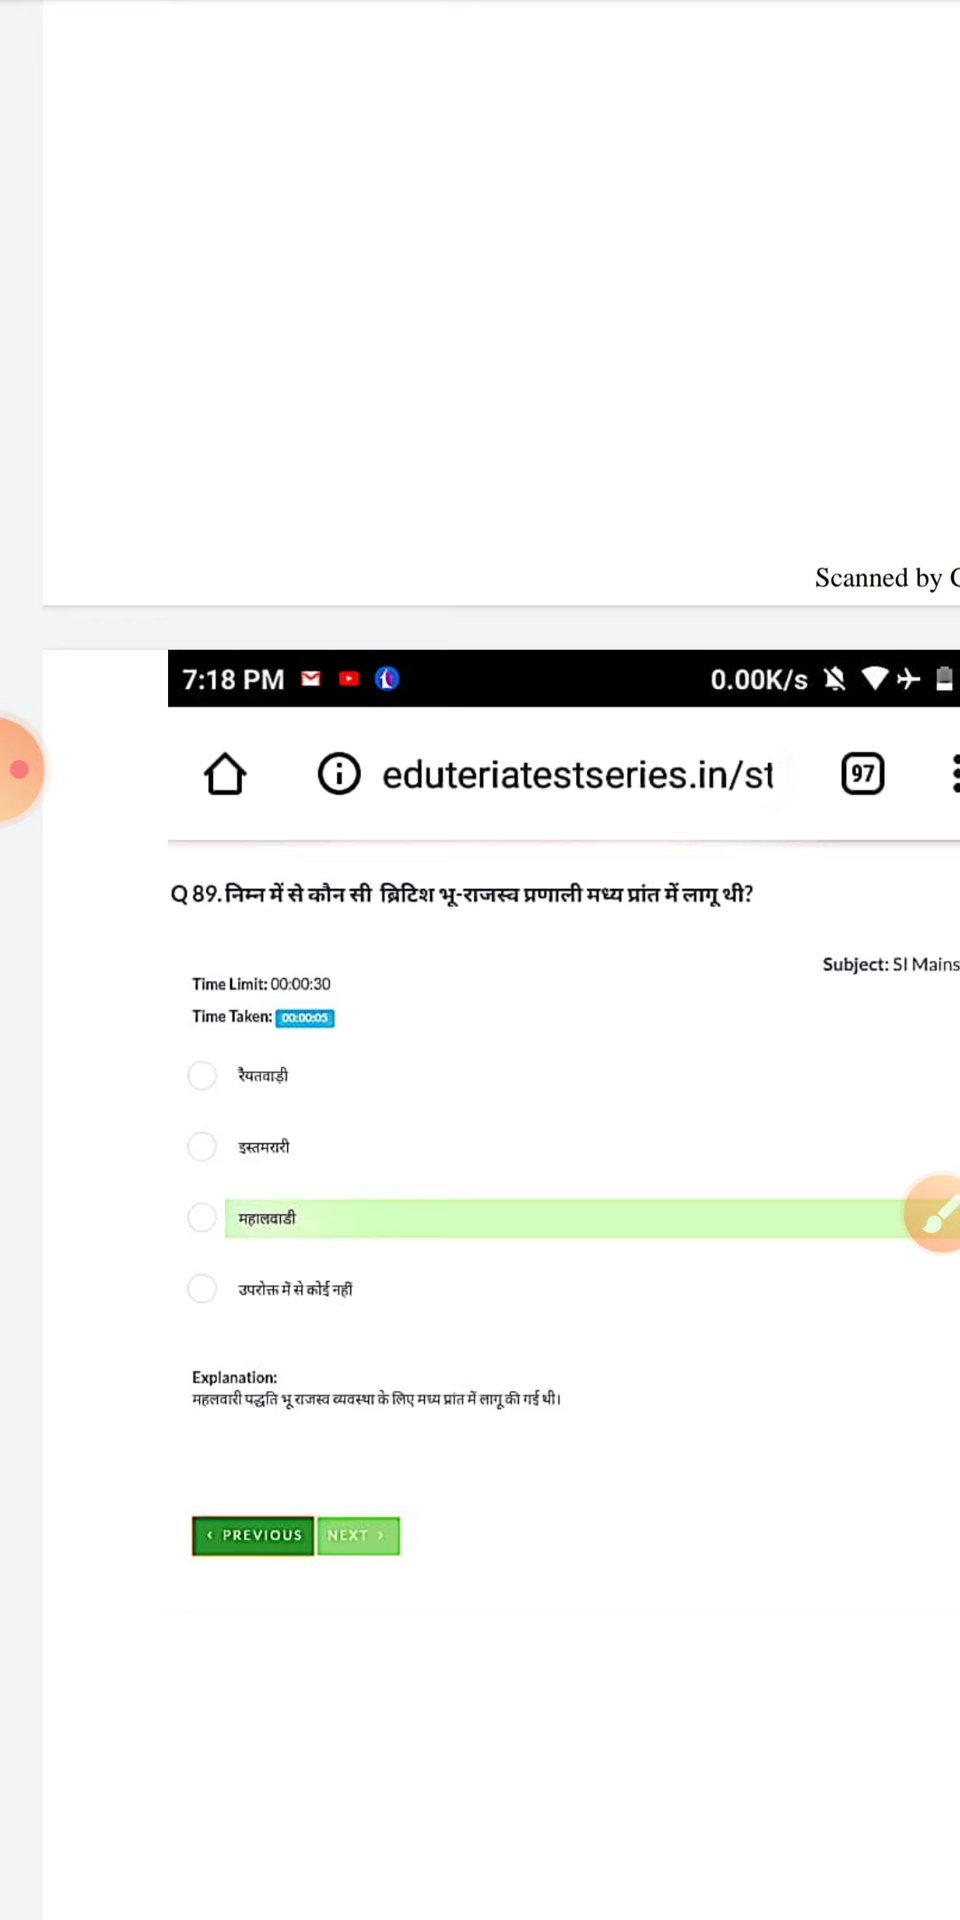 Scanned by
7:18 PM 0.00K/s
eduteriatestseries.in/st 97
Q 89. निम्न में से कौन सी ब्रिटिश भू-राजस्व प्रणाली मध्य प्रांत में लागू थी?
Subject: SI Mains
Time Limit: 00:00:30
Time Taken: 00:00:05
रैयतवाड़ी
इस्तमरारी
महालवाडी
उपरोक्त में से कोई नहीं
Explanation:
महलवारी पद्धति भू राजस्व व्यवस्था के लिए मध्य प्रांत में लागू की गई थी।
‹ PREVIOUS NEXT ›